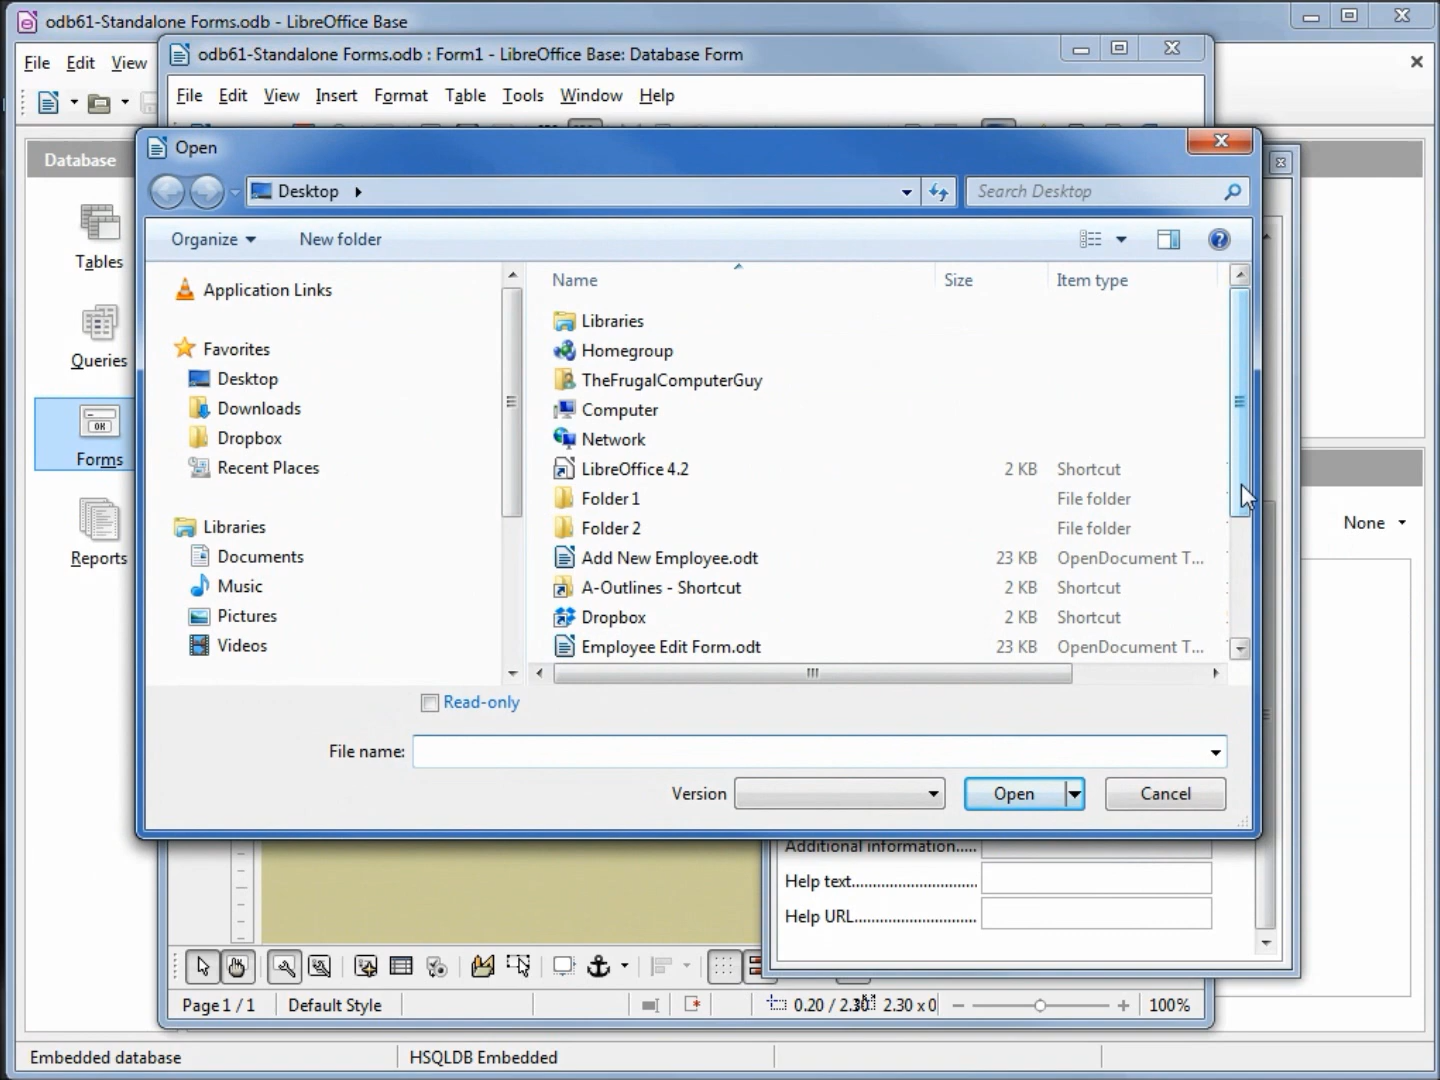 odb61-Standalone Forms.odb - LibreOffice Base
File Edit View
odb61-Standalone Forms.odb : Form1 - LibreOffice Base: Database Form
File Edit View Insert Format Table Tools Window Help
Database
Tables
Queries
Forms
Reports
Open
Desktop
Search Desktop
Organize
New folder
Application Links
Favorites
Desktop
Downloads
Dropbox
Recent Places
Libraries
Documents
Music
Pictures
Videos
Name Size Item type
Libraries
Homegroup
TheFrugalComputerGuy
Computer
Network
LibreOffice 4.2 2 KB Shortcut
Folder 1 File folder
Folder 2 File folder
Add New Employee.odt 23 KB OpenDocument T...
A-Outlines - Shortcut 2 KB Shortcut
Dropbox 2 KB Shortcut
Employee Edit Form.odt 23 KB OpenDocument T...
Read-only
File name:
Version
Open
Cancel
None
Additional information.....
Help text..............................
Help URL.............................
Page 1 / 1 Default Style
0.20 / 2.30 2.30 x 0
100%
Embedded database HSQLDB Embedded